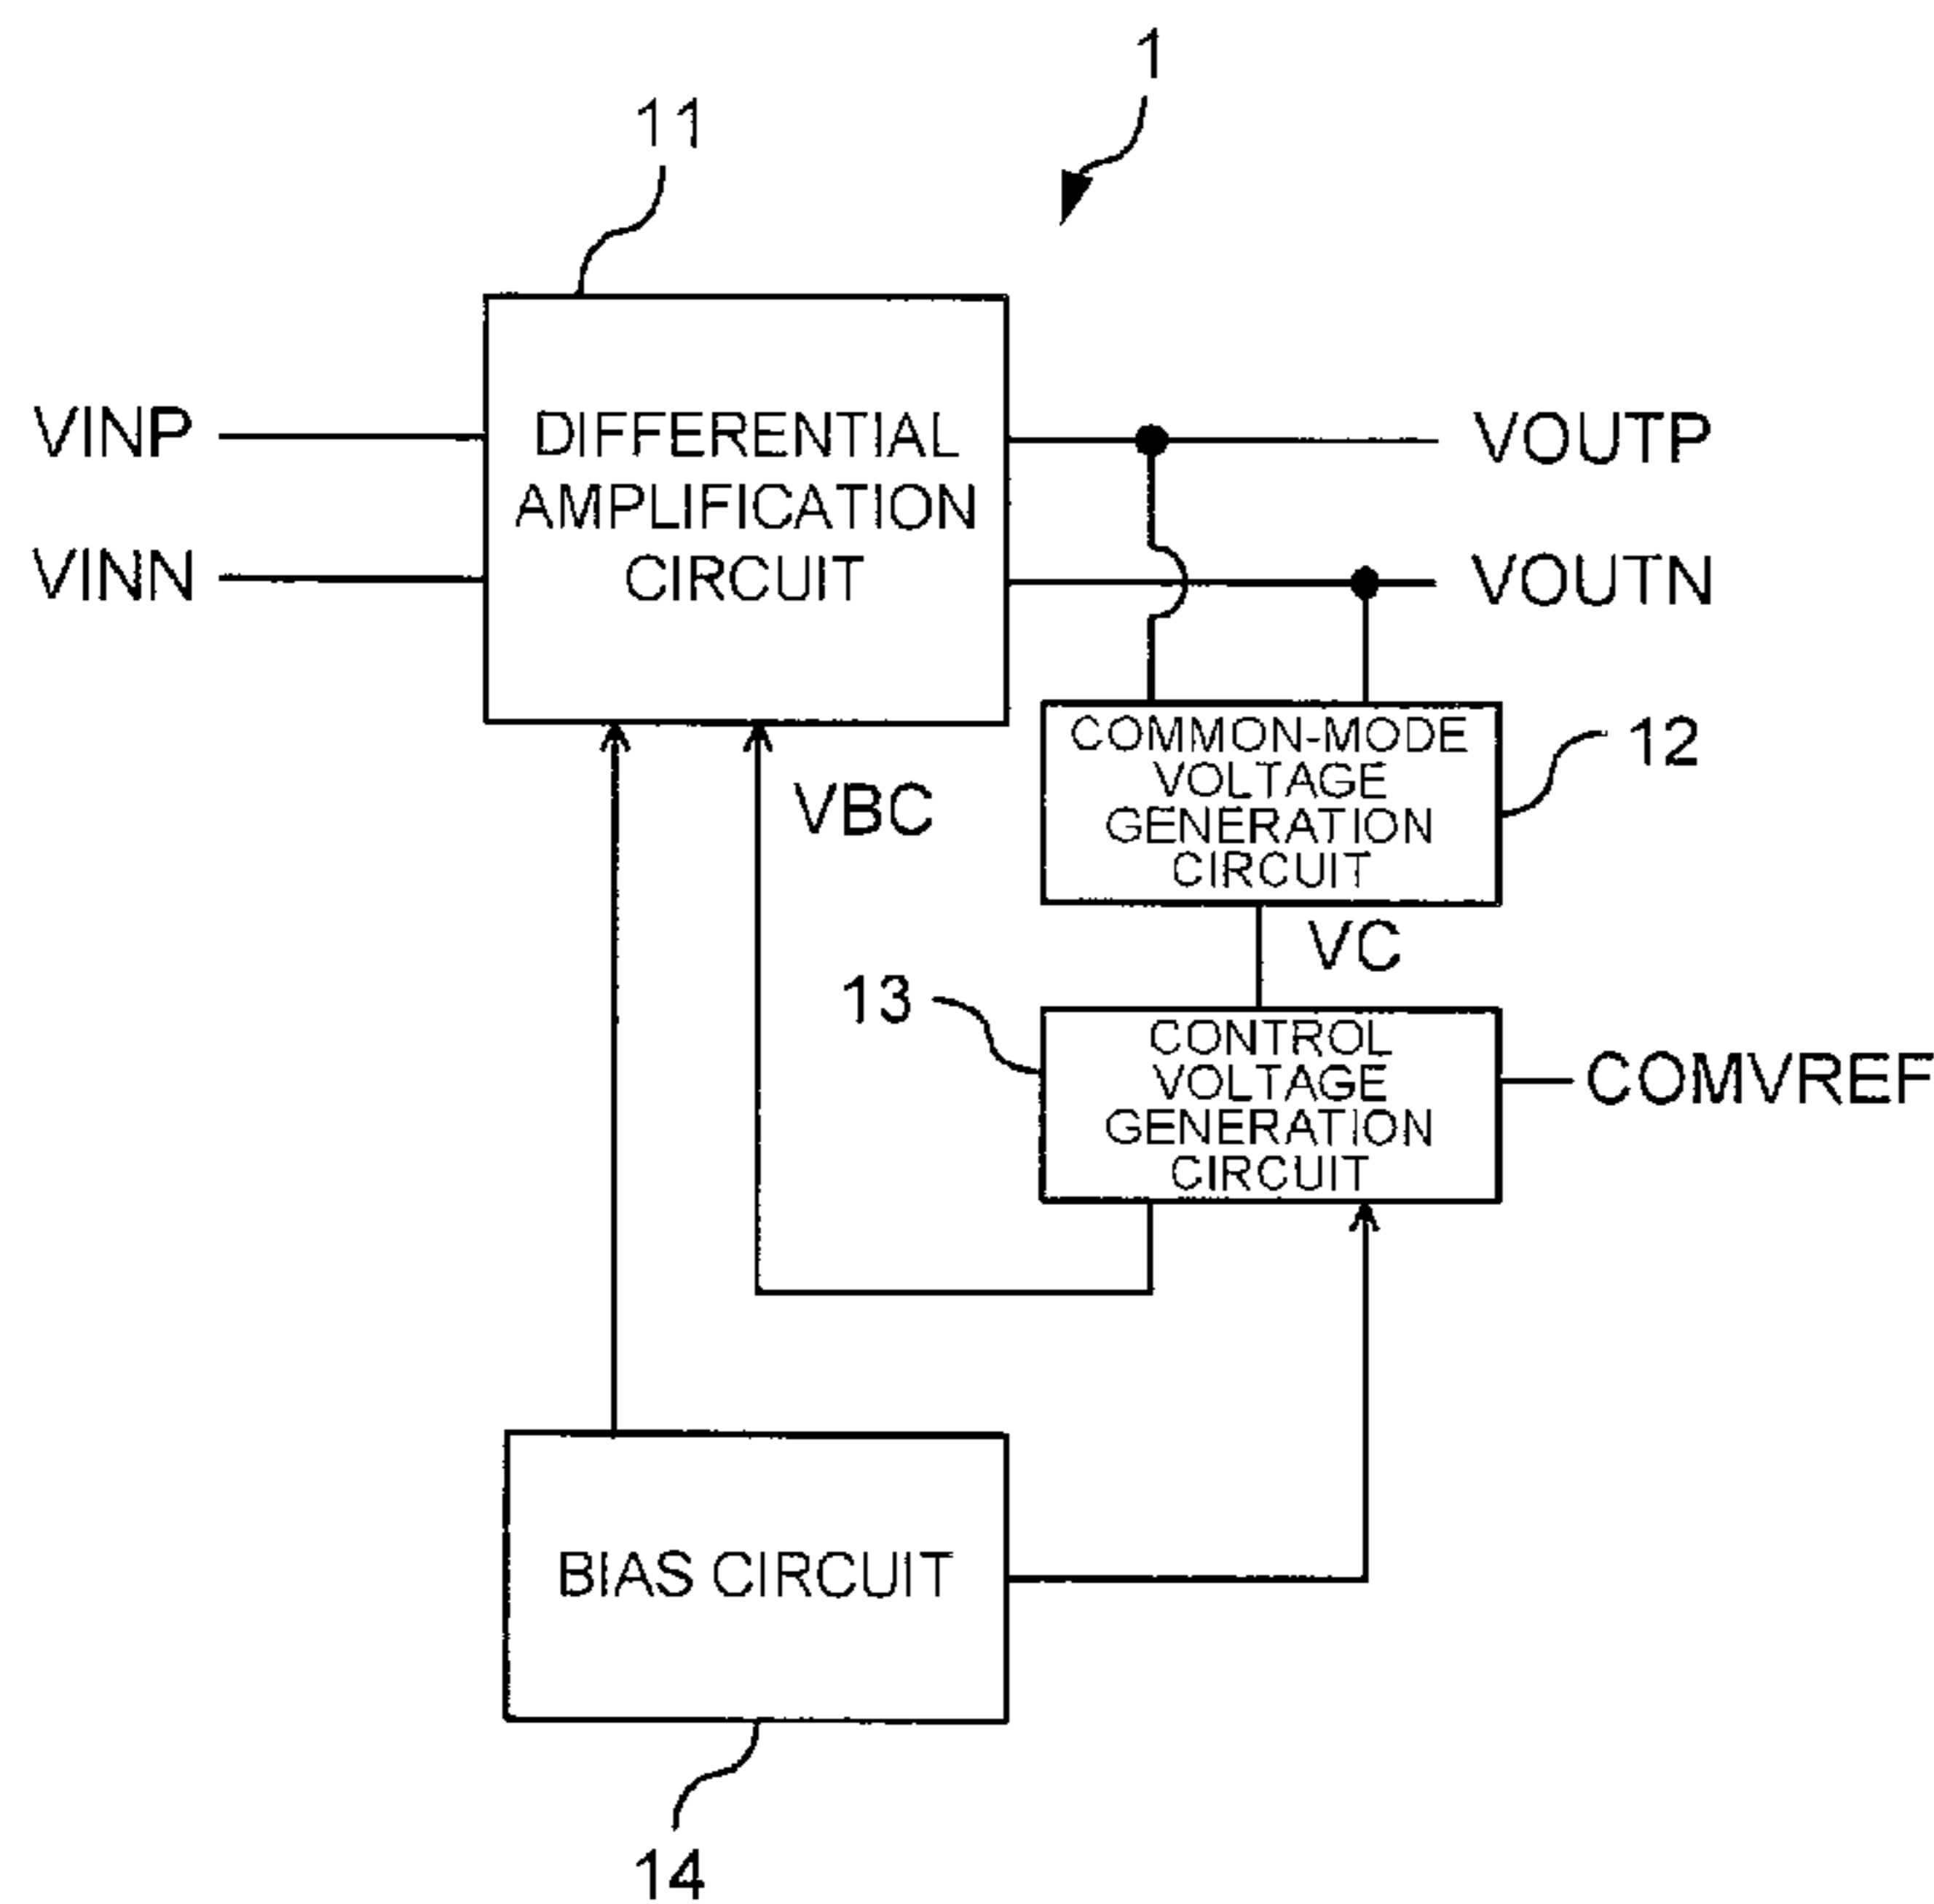 1
11
VINP
VINN
DIFFERENTIAL
AMPLIFICATION
CIRCUIT
VOUTP
VOUTN
COMMON-MODE
VOLTAGE
GENERATION
CIRCUIT
12
VBC
VC
13
CONTROL
VOLTAGE
GENERATION
CIRCUIT
COMVREF
BIAS CIRCUIT
14